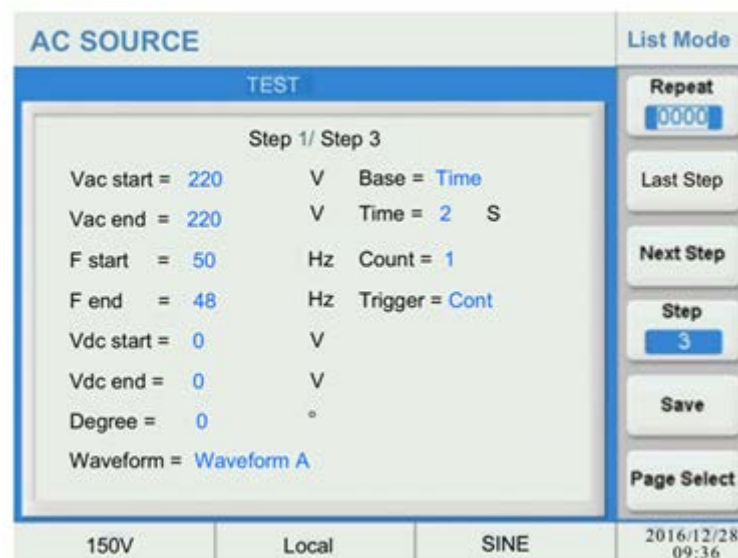 AC SOURCE
List Mode
TEST
Step 1/ Step 3
Vac start = 220 V Base = Time
Vac end = 220 V Time = 2 S
F start = 50 Hz Count = 1
F end = 48 Hz Trigger = Cont
Vdc start = 0 V
Vdc end = 0 V
Degree = 0 °
Waveform = Waveform A
Repeat
0000
Last Step
Next Step
Step
3
Save
Page Select
150V Local SINE 2016/12/28
09:36